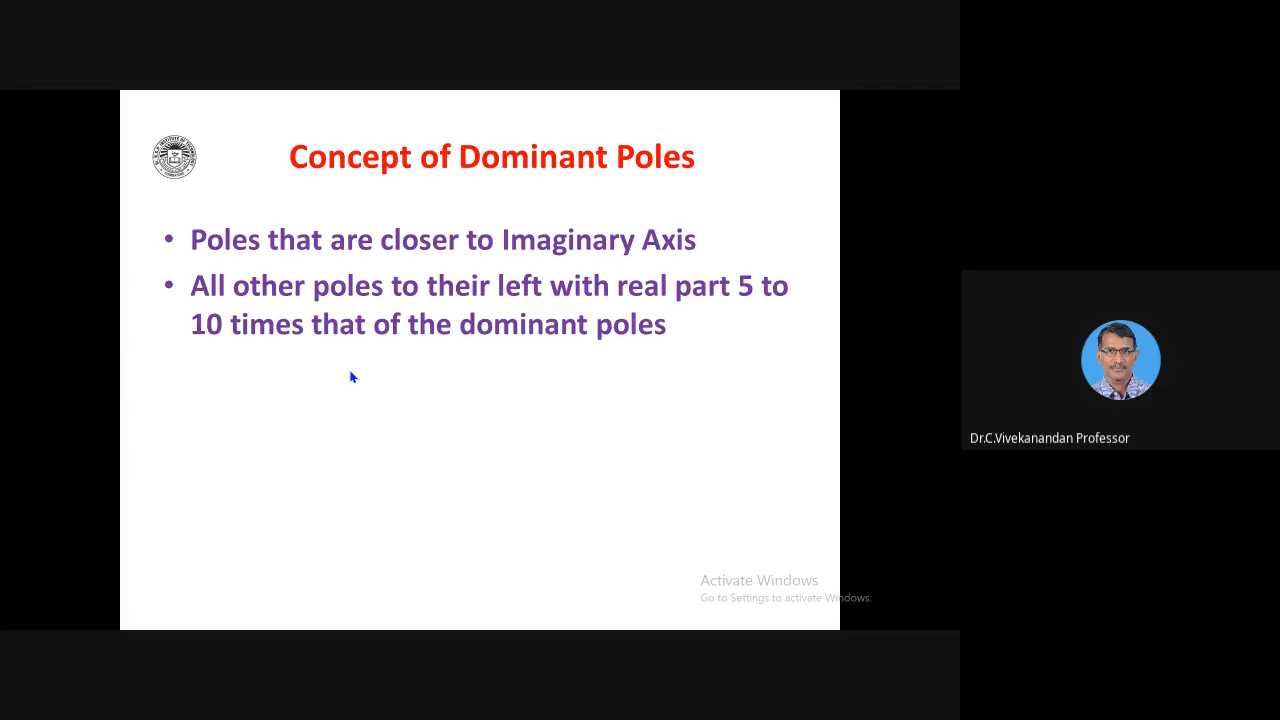 Concept of Dominant Poles
• Poles that are closer to Imaginary Axis
• All other poles to their left with real part 5 to
10 times that of the dominant poles
Activate Windows
Go to Settings to activate Windows.
Dr.C.Vivekanandan Professor